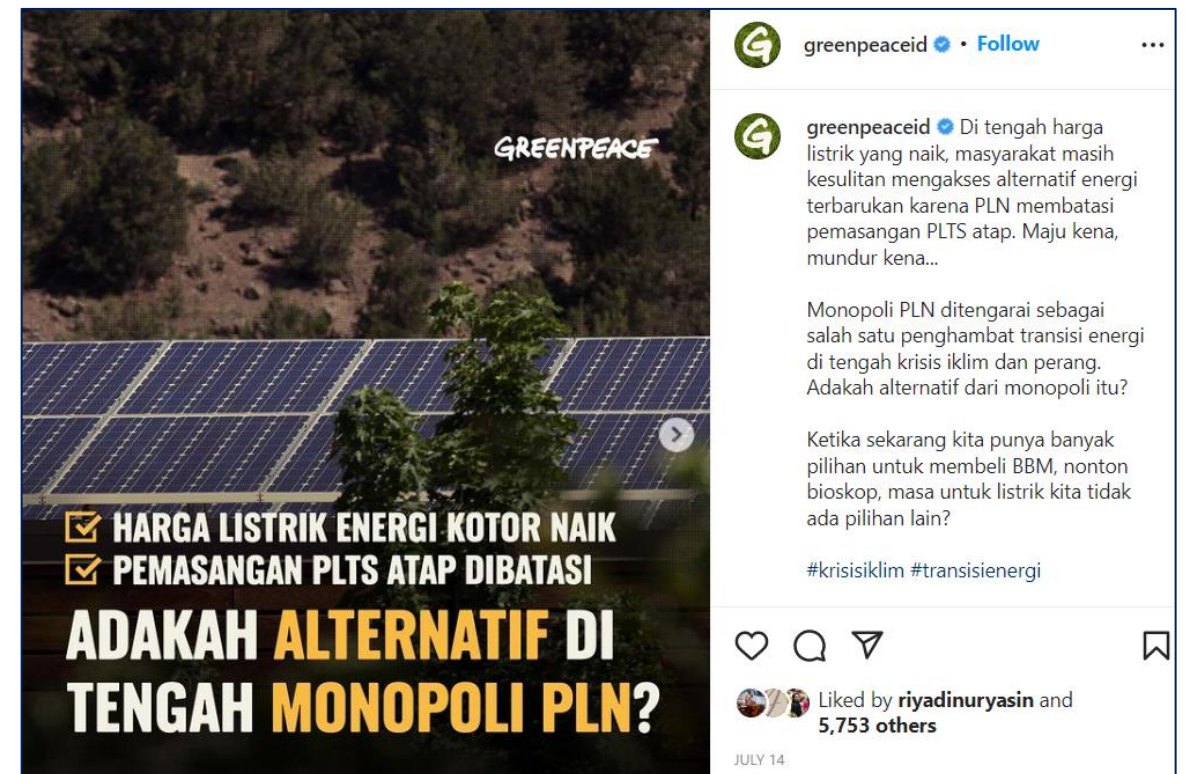 GREENPEACE
HARGA LISTRIK ENERGI KOTOR NAIK
PEMASANGAN PLTS ATAP DIBATASI
ADAKAH ALTERNATIF DI
TENGAH MONOPOLI PLN?
greenpeaceid • Follow
greenpeaceid Di tengah harga
listrik yang naik, masyarakat masih
kesulitan mengakses alternatif energi
terbarukan karena PLN membatasi
pemasangan PLTS atap. Maju kena,
mundur kena...
Monopoli PLN ditengarai sebagai
salah satu penghambat transisi energi
di tengah krisis iklim dan perang.
Adakah alternatif dari monopoli itu?
Ketika sekarang kita punya banyak
pilihan untuk membeli BBM, nonton
bioskop, masa untuk listrik kita tidak
ada pilihan lain?
#krisisiklim #transisienergi
Liked by riyadinuryasin and
5,753 others
JULY 14